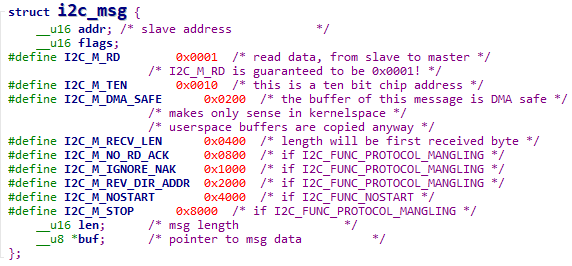 struct i2c_msg {
__u16 addr; /* slave address */
__u16 flags;
#define I2C_M_RD 0x0001 /* read data, from slave to master */
/* I2C_M_RD is guaranteed to be 0x0001! */
#define I2C_M_TEN 0x0010 /* this is a ten bit chip address */
#define I2C_M_DMA_SAFE 0x0200 /* the buffer of this message is DMA safe */
/* makes only sense in kernelspace */
/* userspace buffers are copied anyway */
#define I2C_M_RECV_LEN 0x0400 /* length will be first received byte */
#define I2C_M_NO_RD_ACK 0x0800 /* if I2C_FUNC_PROTOCOL_MANGLING */
#define I2C_M_IGNORE_NAK 0x1000 /* if I2C_FUNC_PROTOCOL_MANGLING */
#define I2C_M_REV_DIR_ADDR 0x2000 /* if I2C_FUNC_PROTOCOL_MANGLING */
#define I2C_M_NOSTART 0x4000 /* if I2C_FUNC_NOSTART */
#define I2C_M_STOP 0x8000 /* if I2C_FUNC_PROTOCOL_MANGLING */
__u16 len; /* msg length */
__u8 *buf; /* pointer to msg data */
};